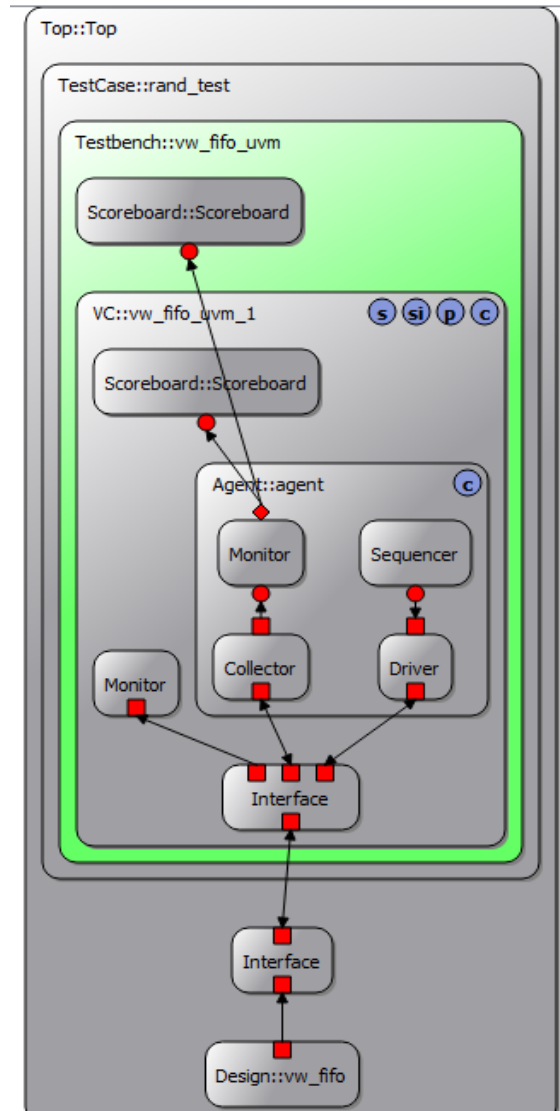 Top::Top
TestCase::rand_test
Testbench::vw_fifo_uvm
Scoreboard::Scoreboard
VC::vw_fifo_uvm_1
s si p c
Scoreboard::Scoreboard
Agent::agent
c
Monitor
Sequencer
Collector
Driver
Monitor
Interface
Interface
Design::vw_fifo